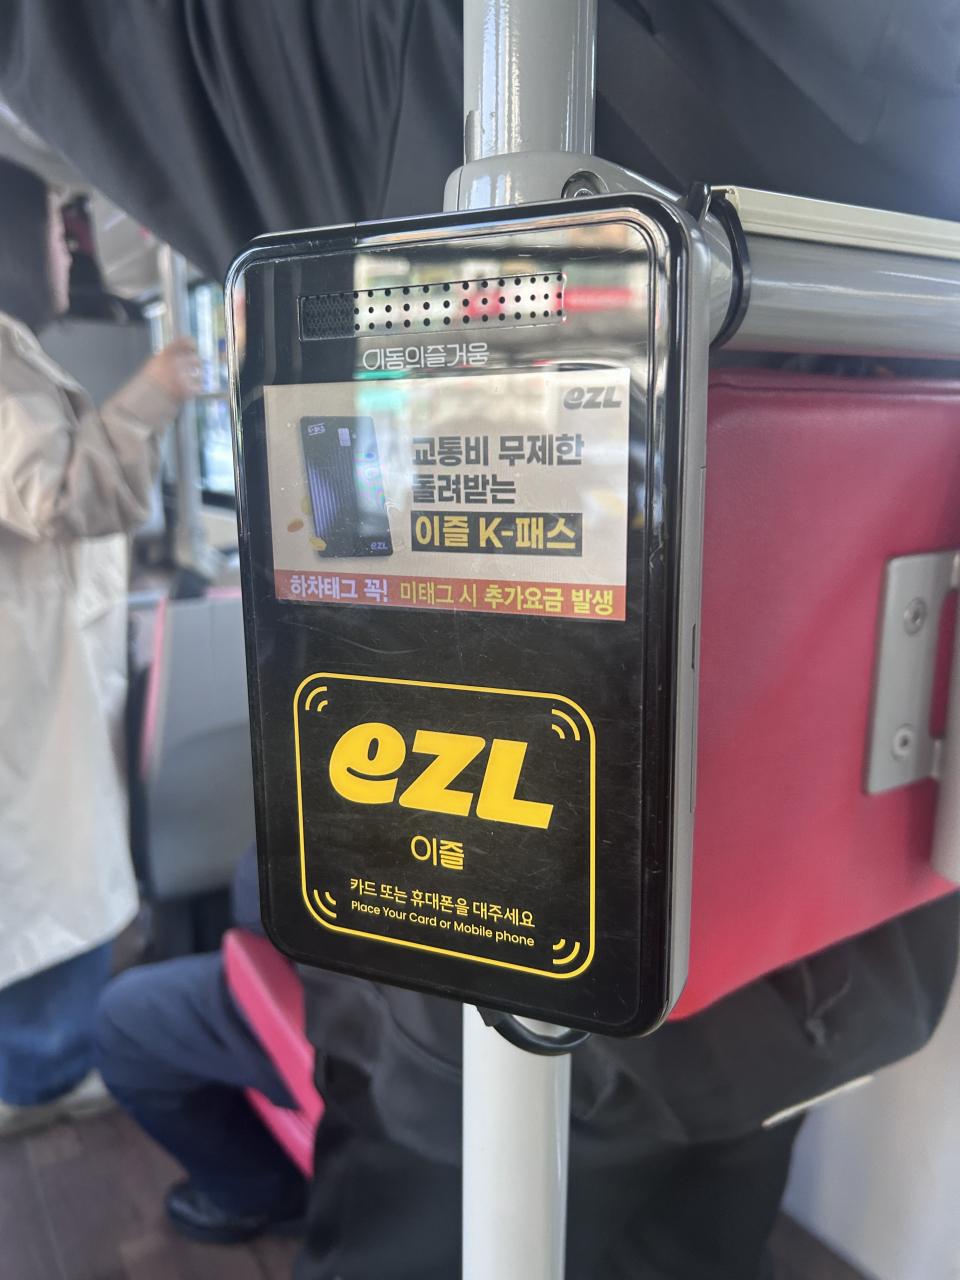 이동의즐거움
ezl
교통비 무제한
돌려받는
이즐 K-패스
ezl
하차태그 꼭! 미태그 시 추가요금 발생
ezl
이즐
카드 또는 휴대폰을 대주세요
Place Your Card or Mobile phone